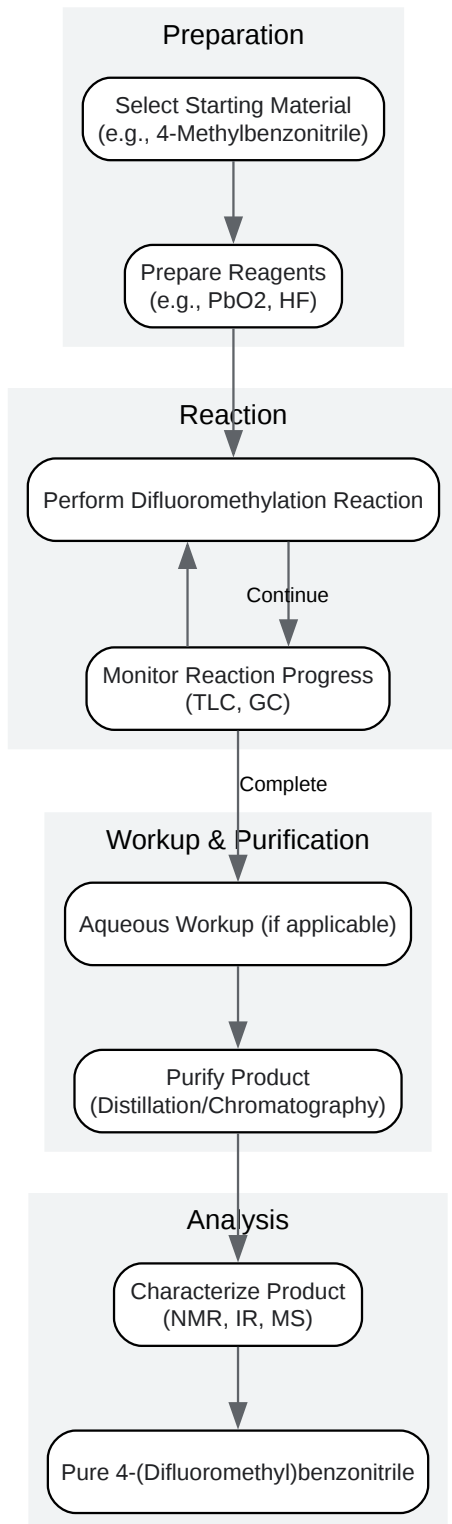 Preparation
Select Starting Material
(e.g., 4-Methylbenzonitrile)
Prepare Reagents
(e.g., PbO2, HF)
Reaction
Perform Difluoromethylation Reaction
Continue
Monitor Reaction Progress
(TLC, GC)
Complete
Workup & Purification
Aqueous Workup (if applicable)
Purify Product
(Distillation/Chromatography)
Analysis
Characterize Product
(NMR, IR, MS)
Pure 4-(Difluoromethyl)benzonitrile